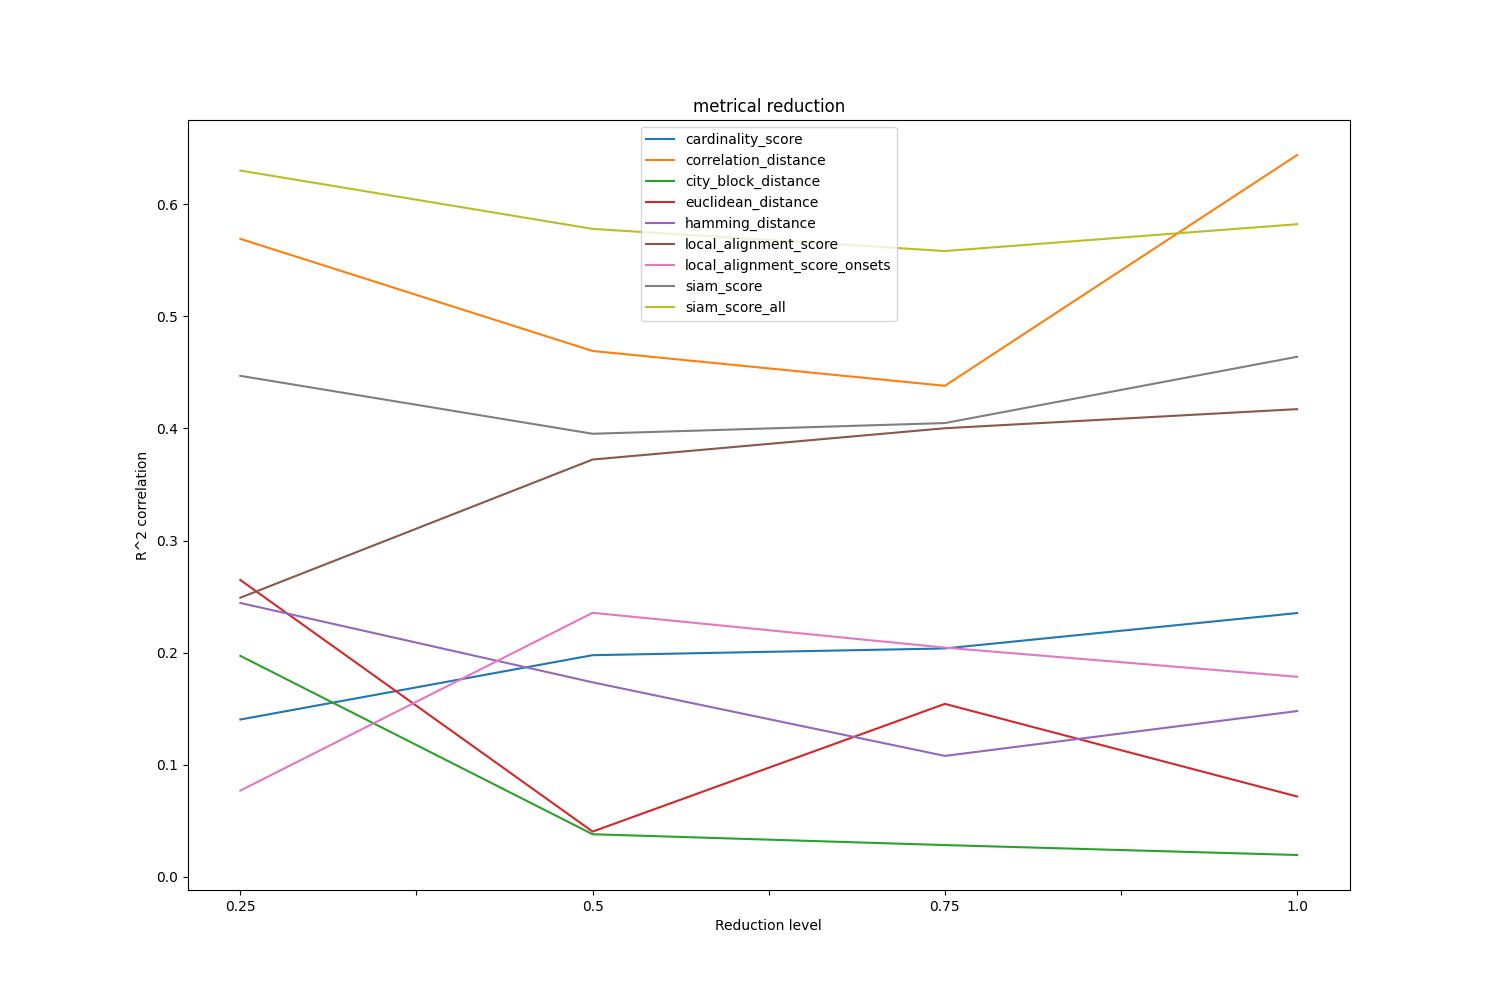 metrical reduction
cardinality_score
correlation_distance
city_block_distance
euclidean_distance
hamming_distance
local_alignment_score
local_alignment_score_onsets
siam_score
siam_score_all
R^2 correlation
0.6
0.5
0.4
0.3
0.2
0.1
0.0
0.25 0.5 0.75 1.0
Reduction level